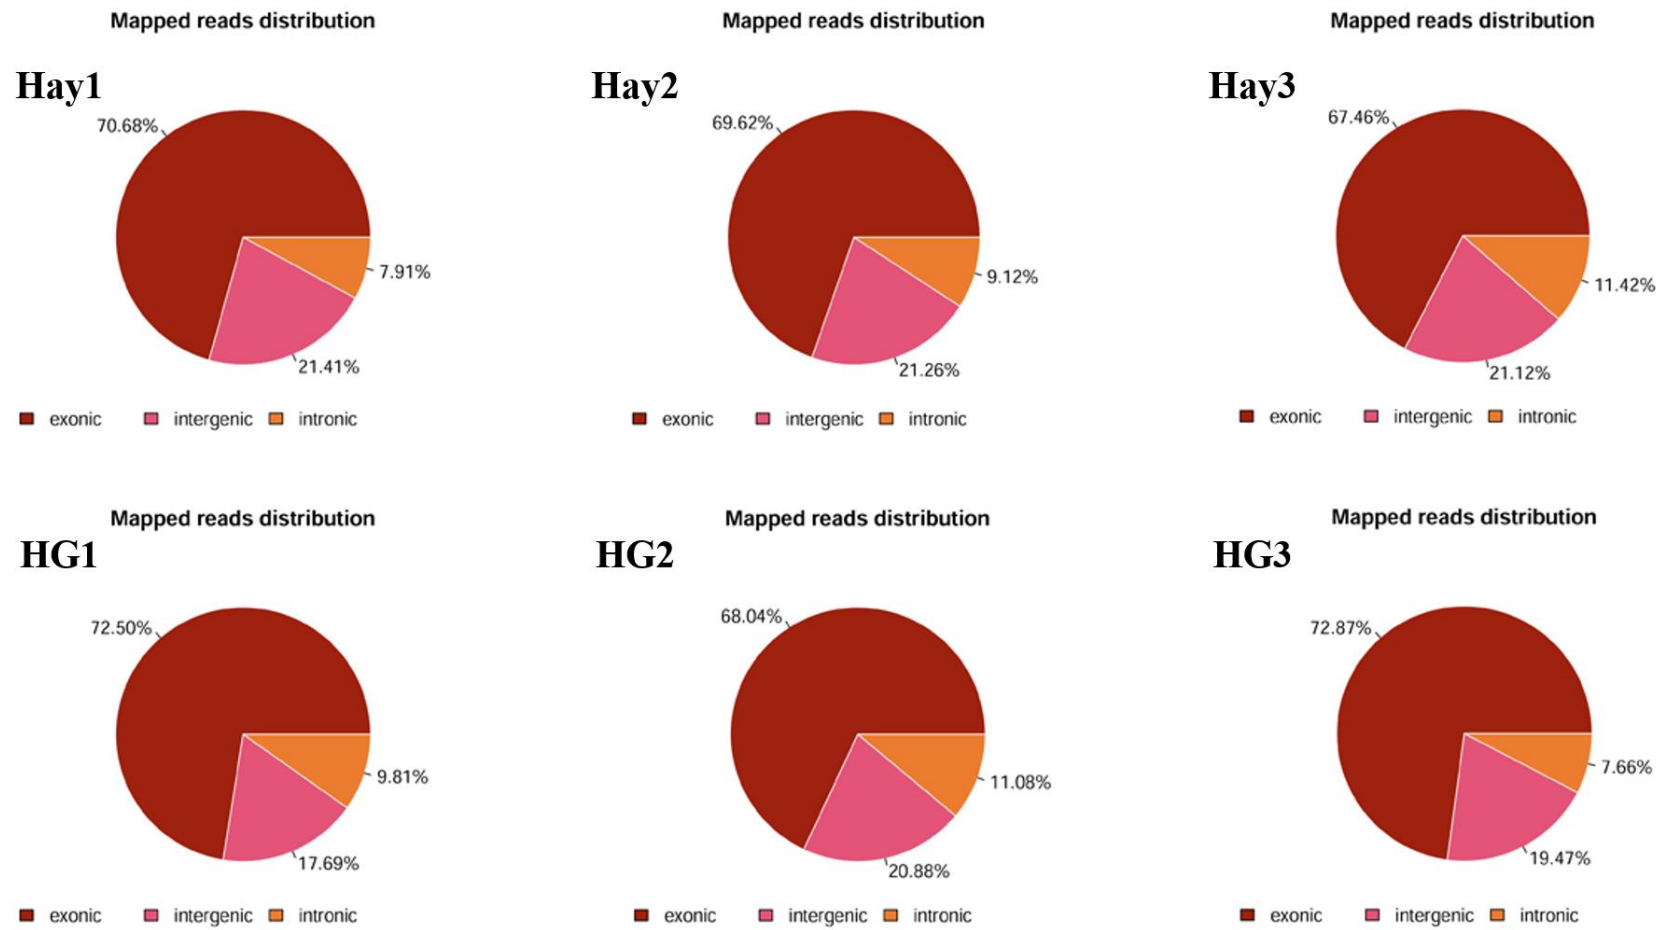 Mapped reads distribution
Hay1
70.68%
7.91%
21.41%
exonic intergenic intronic
Mapped reads distribution
Hay2
69.62%
9.12%
21.26%
exonic intergenic intronic
Mapped reads distribution
Hay3
67.46%
11.42%
21.12%
exonic intergenic intronic
Mapped reads distribution
HG1
72.50%
9.81%
17.69%
exonic intergenic intronic
Mapped reads distribution
HG2
68.04%
11.08%
20.88%
exonic intergenic intronic
Mapped reads distribution
HG3
72.87%
7.66%
19.47%
exonic intergenic intronic